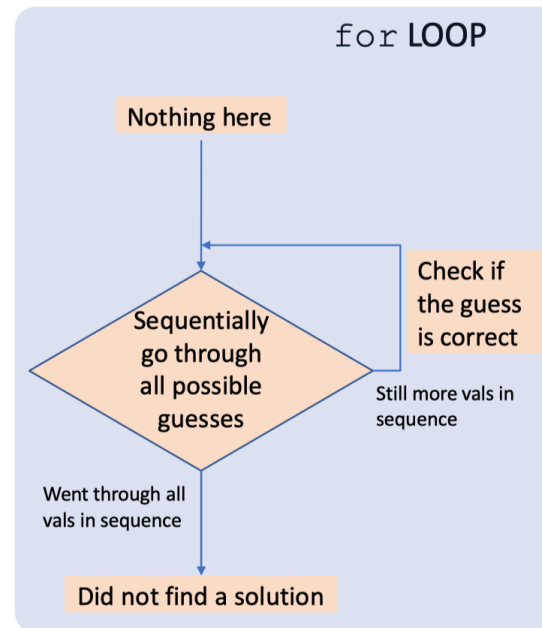 for LOOP
Nothing here
Check if
the guess
is correct
Sequentially
go through
all possible
guesses
Still more vals in
sequence
Went through all
vals in sequence
Did not find a solution